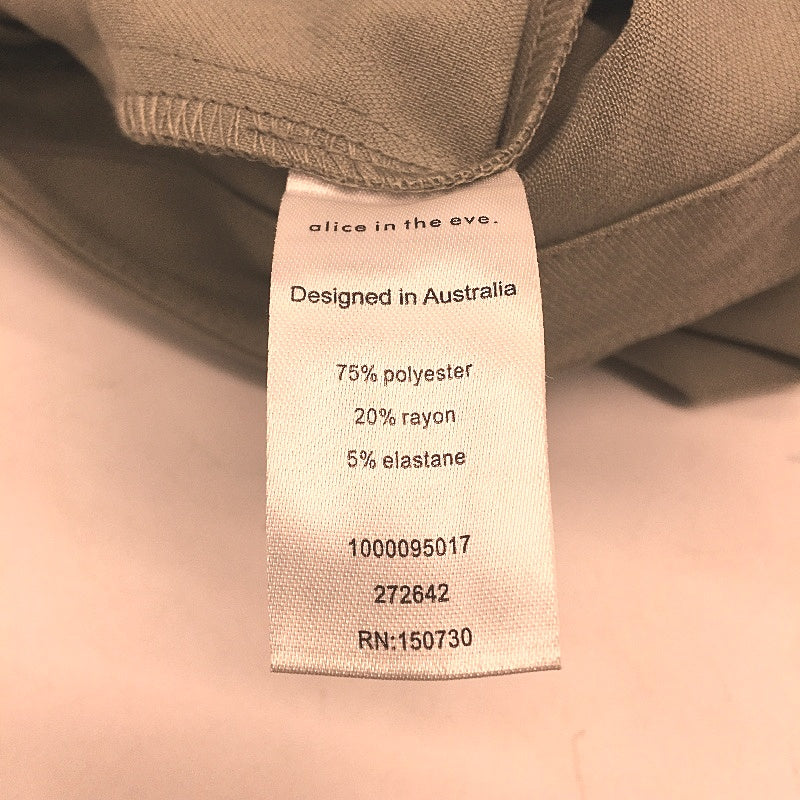 alice in the eve.
Designed in Australia
75% polyester
20% rayon
5% elastane
1000095017
272642
RN:150730